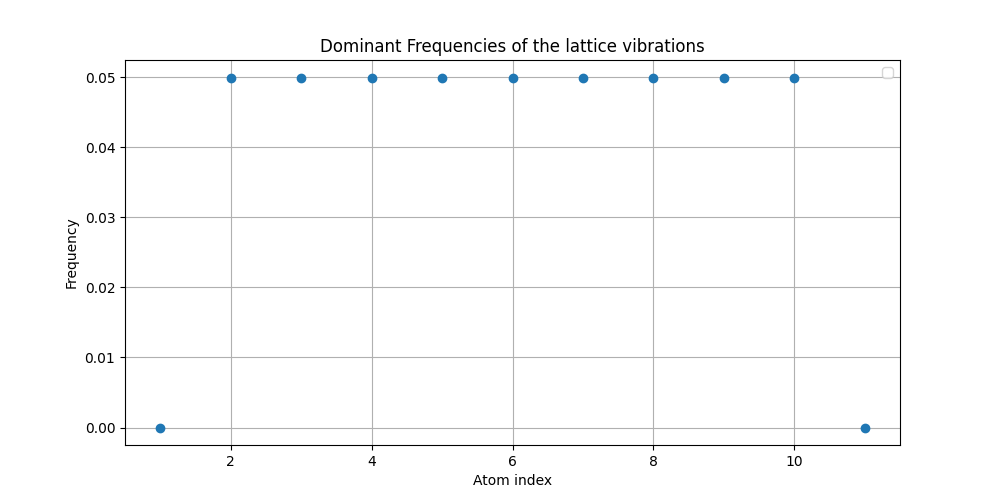 Dominant Frequencies of the lattice vibrations
0.05
0.04
0.03
0.02
0.01
0.00
Frequency
2 4 6 8 10
Atom index